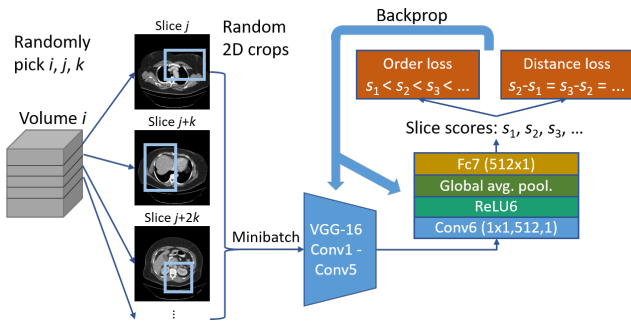 Randomly
pick i, j, k
Volume i
Slice j
Slice j+k
Slice j+2k
...
Random
2D crops
Minibatch
VGG-16
Conv1 -
Conv5
Backprop
Order loss
s1 < s2 < s3 < ...
Distance loss
s2-s1 = s3-s2 = ...
Slice scores: s1, s2, s3, ...
Fc7 (512x1)
Global avg. pool.
ReLU6
Conv6 (1x1,512,1)